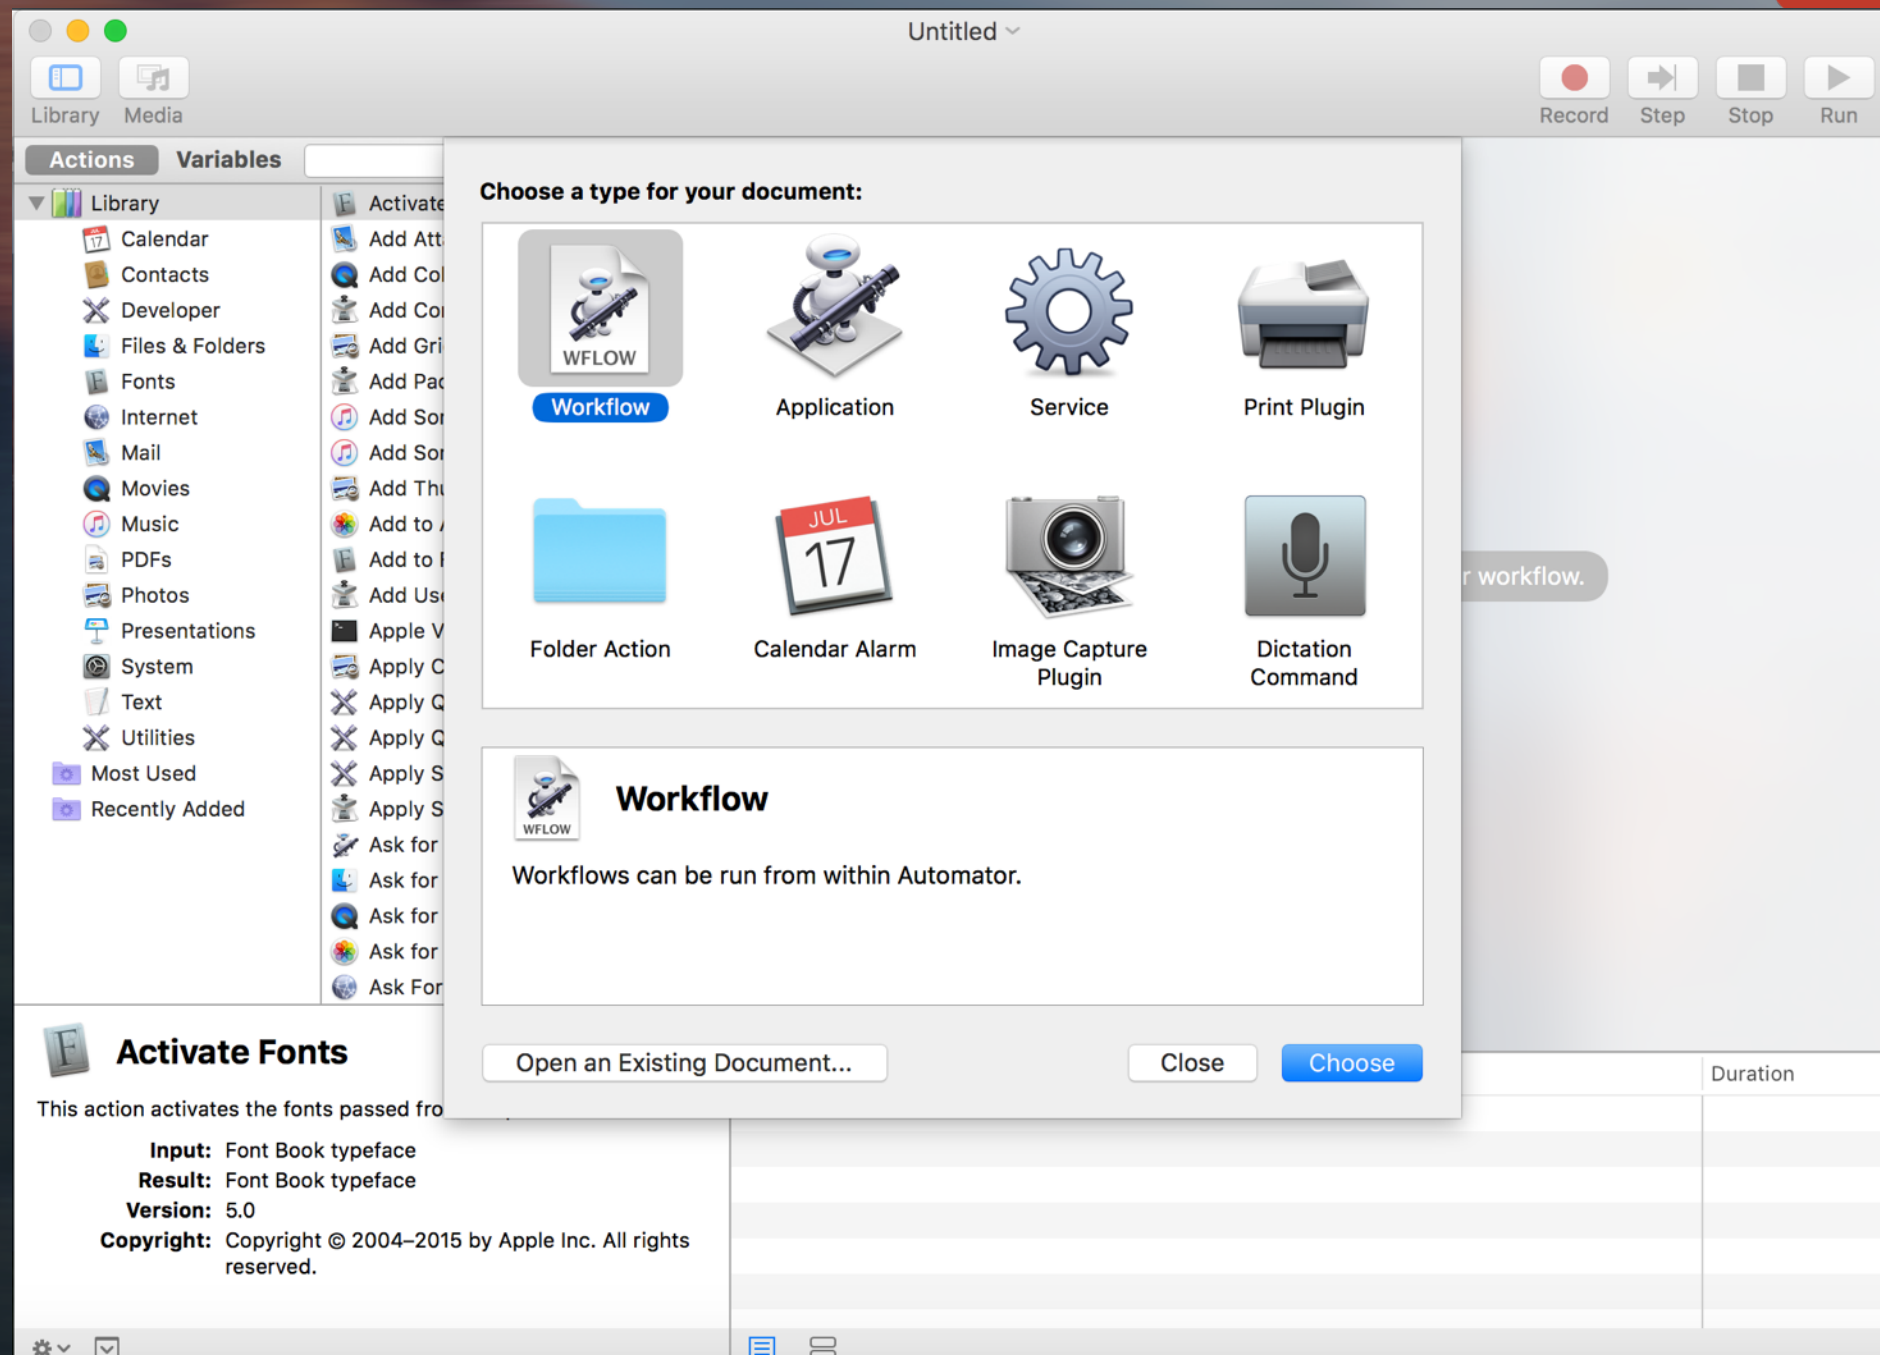 Untitled
Library Media
Record Step Stop Run
Actions Variables
Library
Calendar
Contacts
Developer
Files & Folders
Fonts
Internet
Mail
Movies
Music
PDFs
Photos
Presentations
System
Text
Utilities
Most Used
Recently Added
Activate
Add Att
Add Col
Add Cor
Add Gri
Add Pac
Add Sor
Add Sor
Add Thu
Add to A
Add to F
Add Use
Apple V
Apply C
Apply Q
Apply Q
Apply S
Apply S
Ask for
Ask for
Ask for
Ask for
Ask For
Choose a type for your document:
WFLOW
Workflow Application Service Print Plugin
JUL
17
Folder Action Calendar Alarm Image Capture Plugin Dictation Command
r workflow.
WFLOW
Workflow
Workflows can be run from within Automator.
Open an Existing Document... Close Choose
Activate Fonts
This action activates the fonts passed fro
Input: Font Book typeface
Result: Font Book typeface
Version: 5.0
Copyright: Copyright © 2004–2015 by Apple Inc. All rights
reserved.
Duration